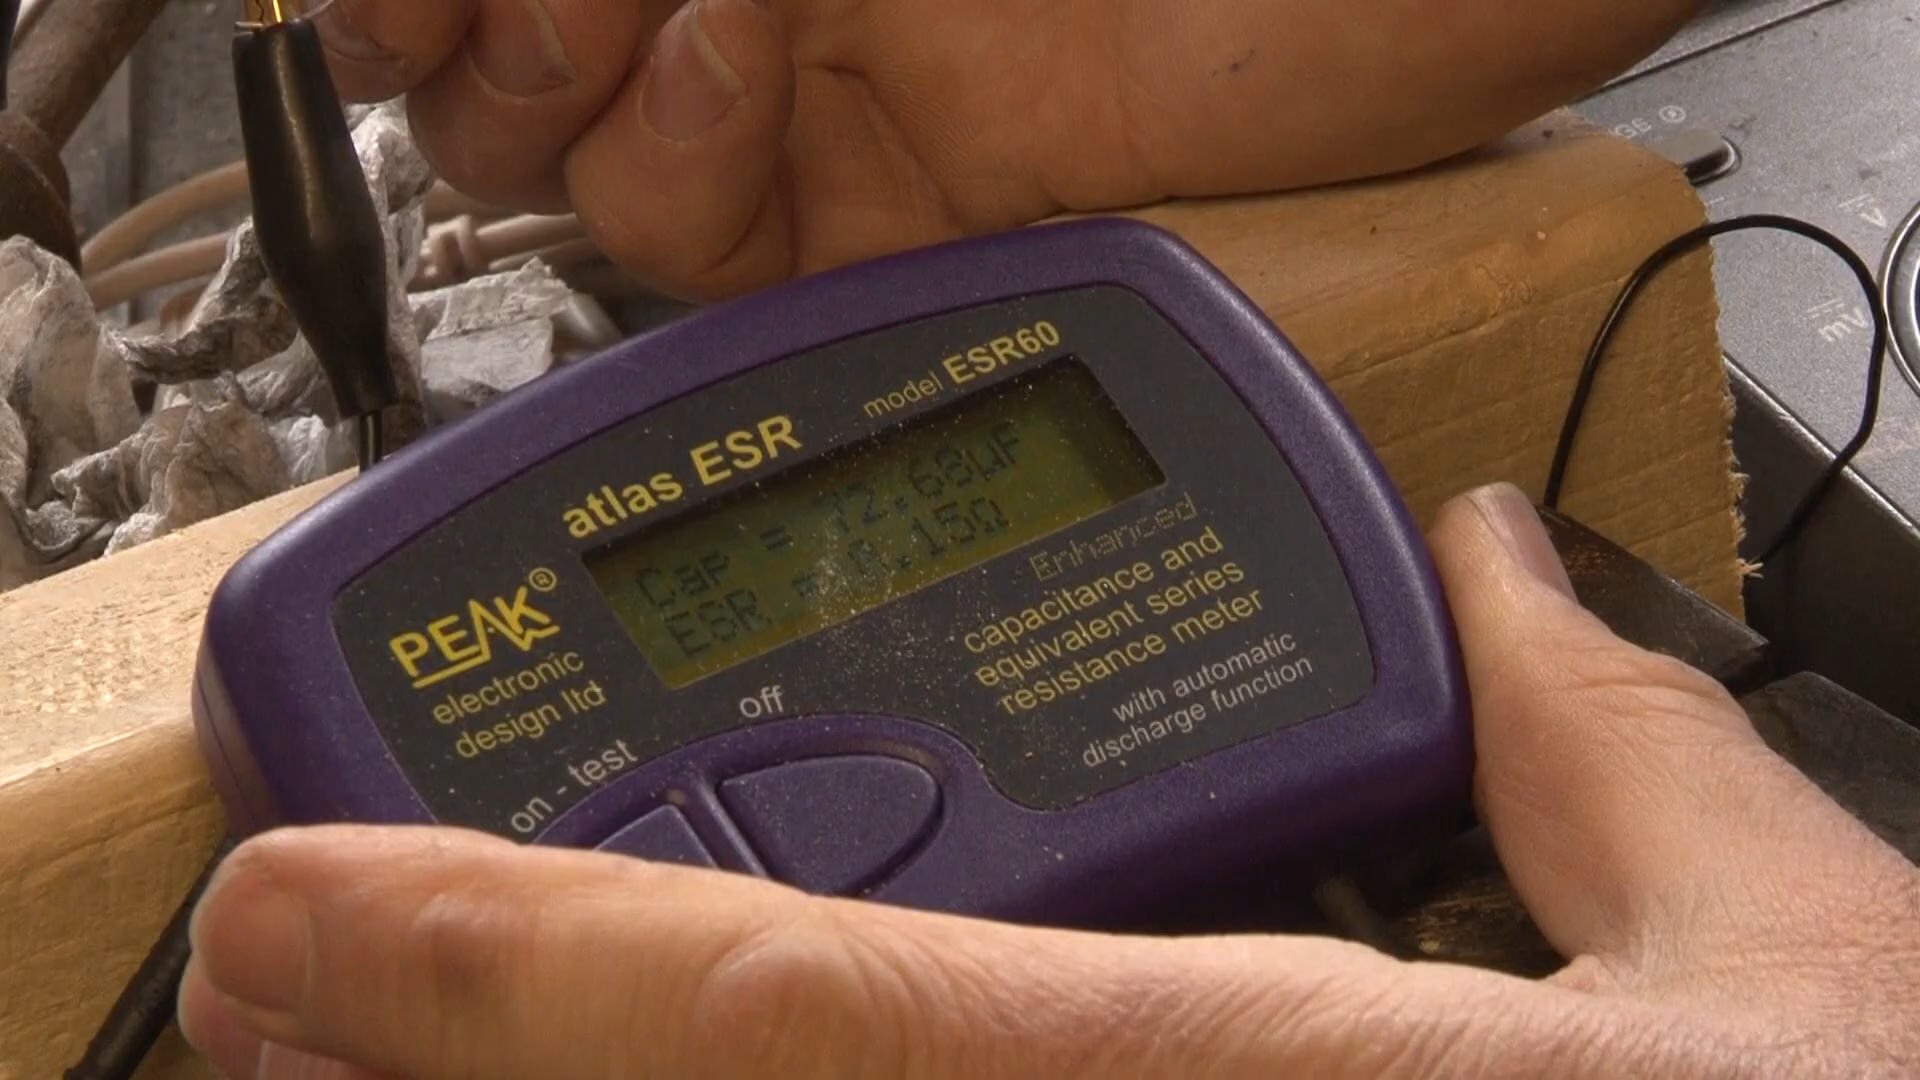 atlas ESR
model ESR60
Cap = 42.68µF
ESR = 0.15Ω
PEAK®
electronic
design ltd
Enhanced
capacitance and
equivalent series
resistance meter
with automatic
discharge function
off
on - test
mV
V